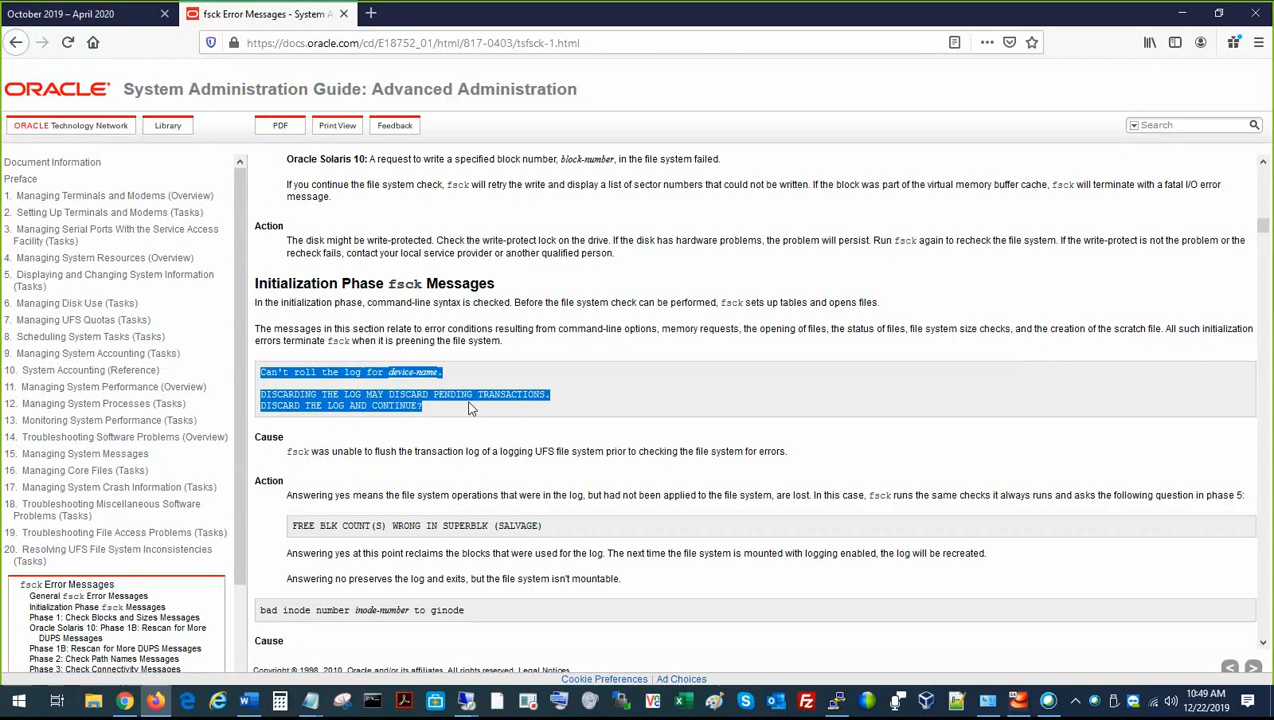 October 2019 – April 2020
fsck Error Messages - System A
https://docs.oracle.com/cd/E18752_01/html/817-0403/tsfsck-1.html
ORACLE® System Administration Guide: Advanced Administration
ORACLE Technology Network
Library
PDF
Print View
Feedback
Search
Document Information
Preface
1. Managing Terminals and Modems (Overview)
2. Setting Up Terminals and Modems (Tasks)
3. Managing Serial Ports With the Service Access
Facility (Tasks)
4. Managing System Resources (Overview)
5. Displaying and Changing System Information
(Tasks)
6. Managing Disk Use (Tasks)
7. Managing UFS Quotas (Tasks)
8. Scheduling System Tasks (Tasks)
9. Managing System Accounting (Tasks)
10. System Accounting (Reference)
11. Managing System Performance (Overview)
12. Managing System Processes (Tasks)
13. Monitoring System Performance (Tasks)
14. Troubleshooting Software Problems (Overview)
15. Managing System Messages
16. Managing Core Files (Tasks)
17. Managing System Crash Information (Tasks)
18. Troubleshooting Miscellaneous Software
Problems (Tasks)
19. Troubleshooting File Access Problems (Tasks)
20. Resolving UFS File System Inconsistencies
(Tasks)
fsck Error Messages
General fsck Error Messages
Initialization Phase fsck Messages
Phase 1: Check Blocks and Sizes Messages
Oracle Solaris 10: Phase 1B: Rescan for More
DUPS Messages
Phase 1B: Rescan for More DUPS Messages
Phase 2: Check Path Names Messages
Phase 3: Check Connectivity Messages
Oracle Solaris 10: A request to write a specified block number, block-number, in the file system failed.
If you continue the file system check, fsck will retry the write and display a list of sector numbers that could not be written. If the block was part of the virtual memory buffer cache, fsck will terminate with a fatal I/O error
message.
Action
The disk might be write-protected. Check the write-protect lock on the drive. If the disk has hardware problems, the problem will persist. Run fsck again to recheck the file system. If the write-protect is not the problem or the
recheck fails, contact your local service provider or another qualified person.
Initialization Phase fsck Messages
In the initialization phase, command-line syntax is checked. Before the file system check can be performed, fsck sets up tables and opens files.
The messages in this section relate to error conditions resulting from command-line options, memory requests, the opening of files, the status of files, file system size checks, and the creation of the scratch file. All such initialization
errors terminate fsck when it is preening the file system.
Can't roll the log for device-name.
DISCARDING THE LOG MAY DISCARD PENDING TRANSACTIONS.
DISCARD THE LOG AND CONTINUE?
Cause
fsck was unable to flush the transaction log of a logging UFS file system prior to checking the file system for errors.
Action
Answering yes means the file system operations that were in the log, but had not been applied to the file system, are lost. In this case, fsck runs the same checks it always runs and asks the following question in phase 5:
FREE BLK COUNT(S) WRONG IN SUPERBLK (SALVAGE)
Answering yes at this point reclaims the blocks that were used for the log. The next time the file system is mounted with logging enabled, the log will be recreated.
Answering no preserves the log and exits, but the file system isn't mountable.
bad inode number inode-number to ginode
Cause
Copyright © 1998, 2010, Oracle and/or its affiliates. All rights reserved. Legal Notices
Cookie Preferences | Ad Choices
10:49 AM
12/22/2019